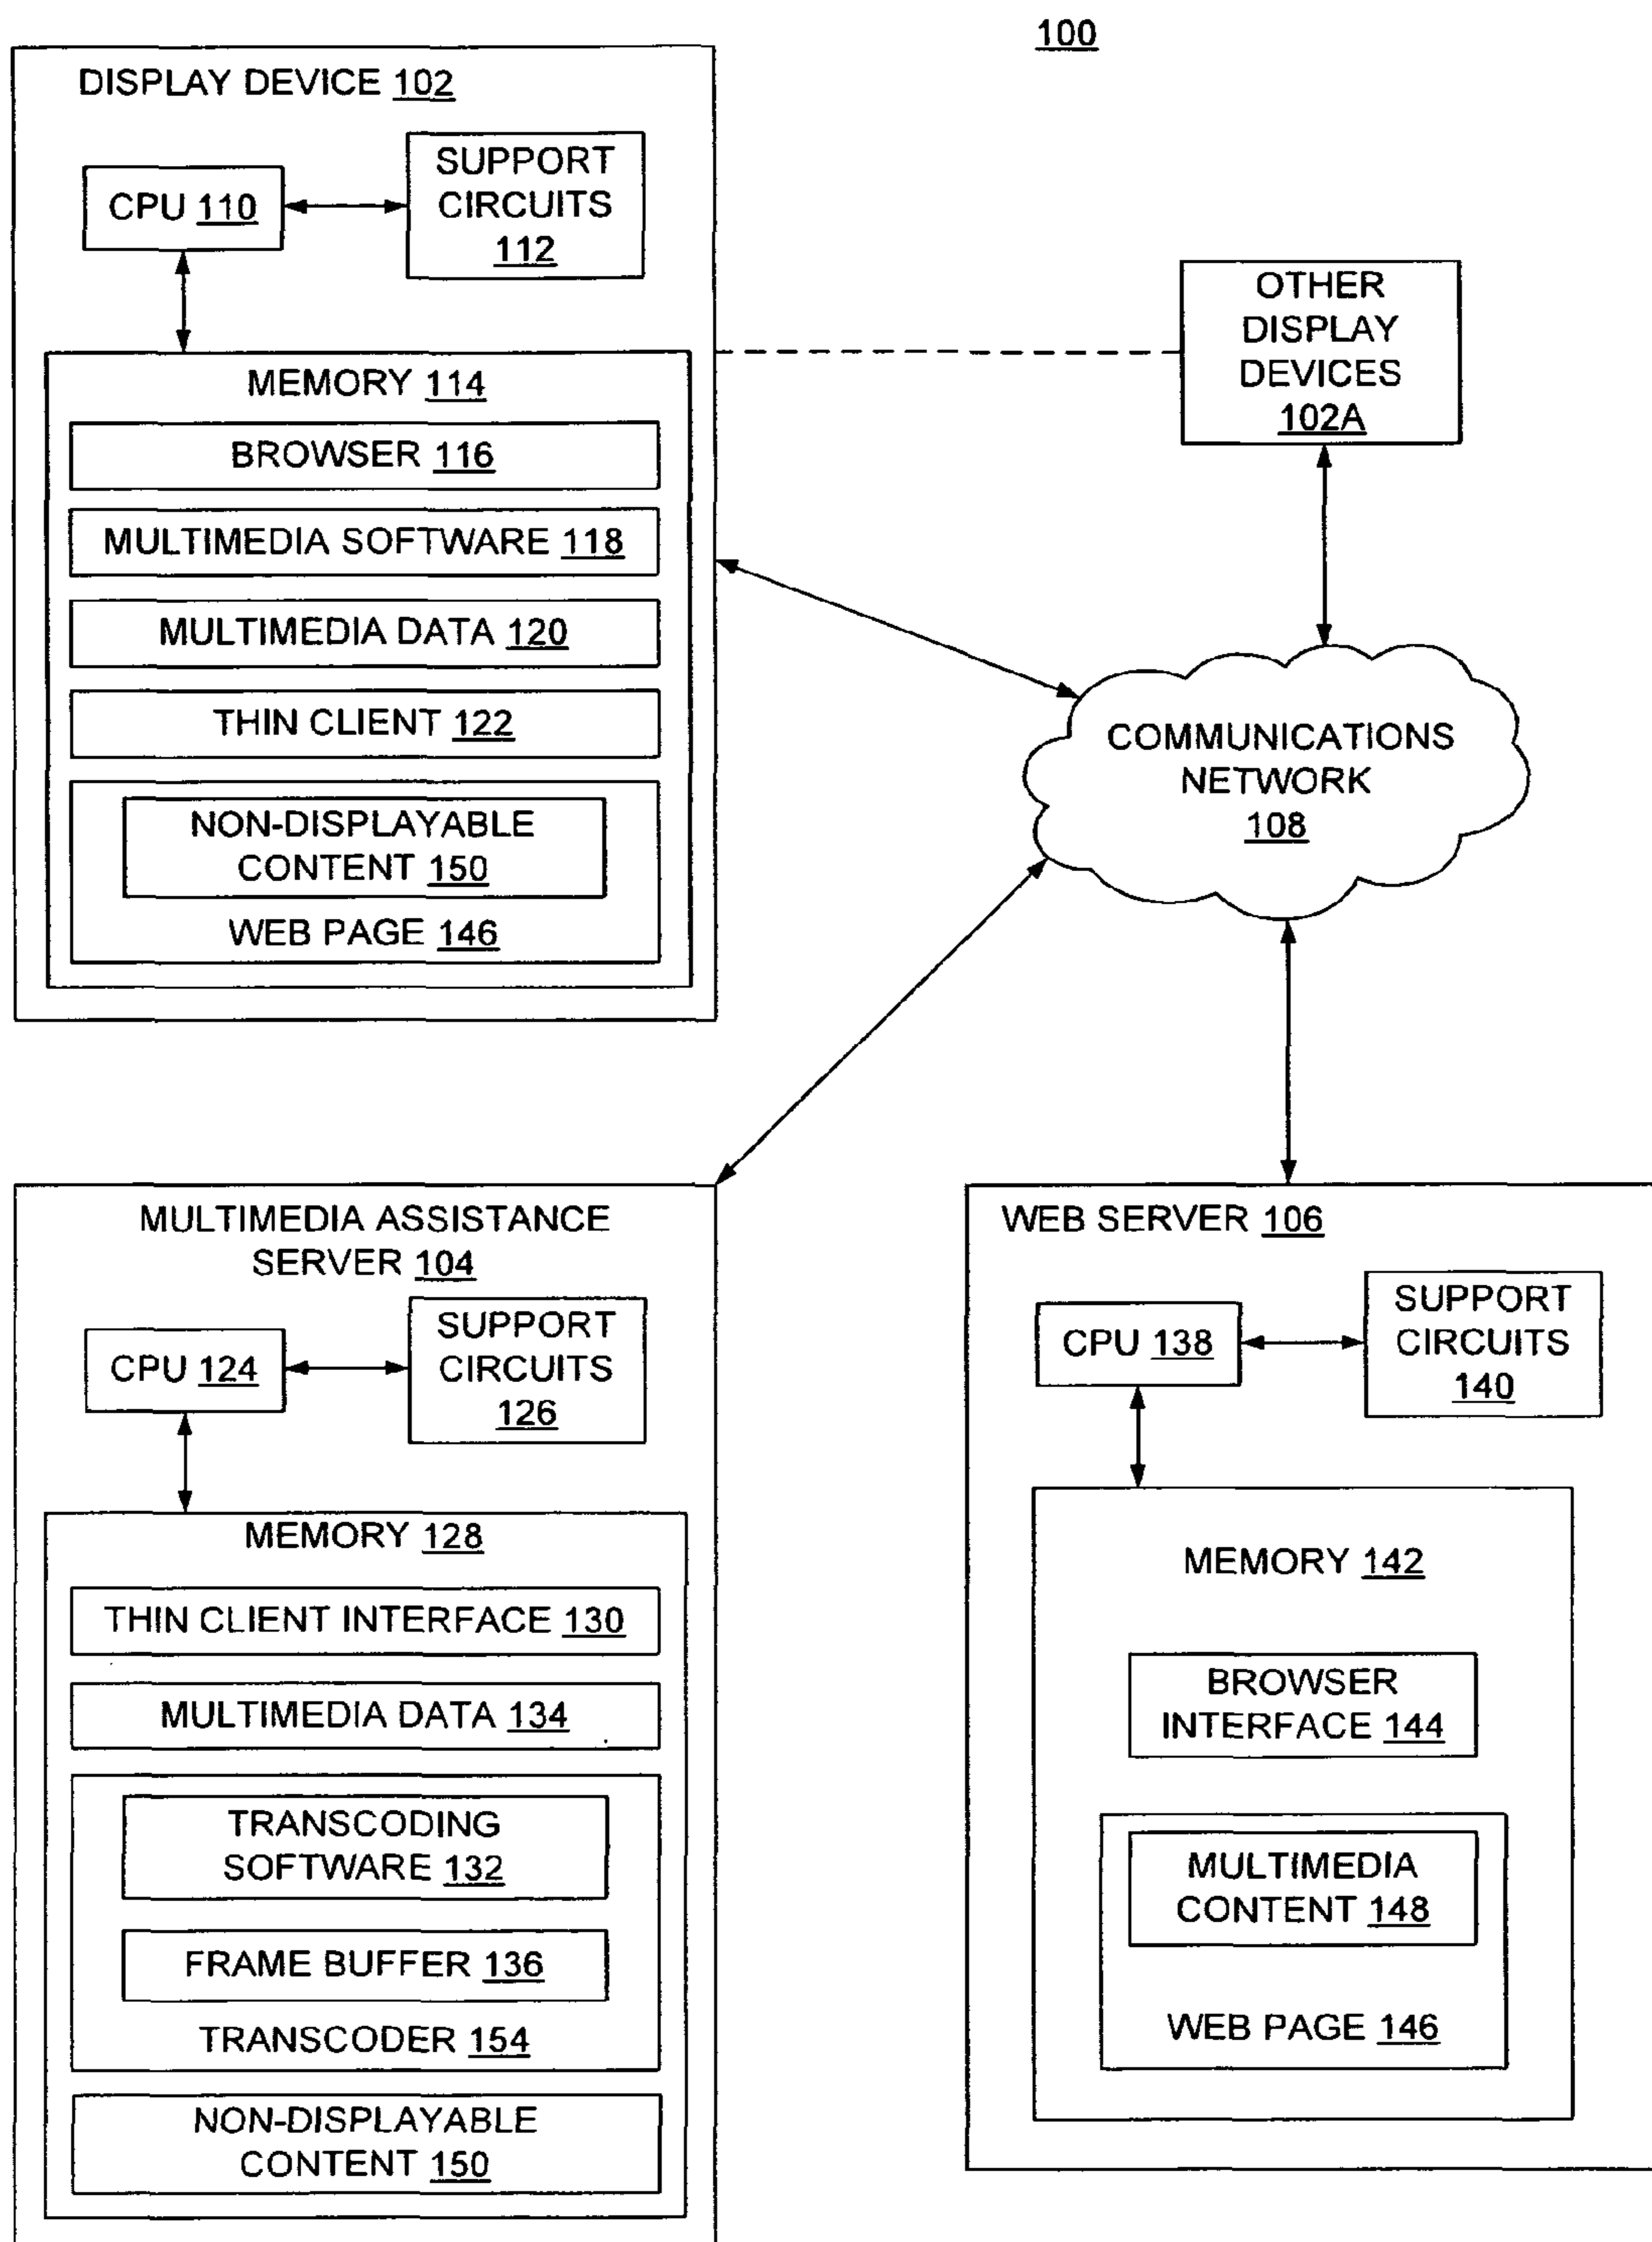 100
DISPLAY DEVICE 102
CPU 110
SUPPORT
CIRCUITS
112
MEMORY 114
BROWSER 116
MULTIMEDIA SOFTWARE 118
MULTIMEDIA DATA 120
THIN CLIENT 122
NON-DISPLAYABLE
CONTENT 150
WEB PAGE 146
OTHER
DISPLAY
DEVICES
102A
COMMUNICATIONS
NETWORK
108
MULTIMEDIA ASSISTANCE
SERVER 104
CPU 124
SUPPORT
CIRCUITS
126
MEMORY 128
THIN CLIENT INTERFACE 130
MULTIMEDIA DATA 134
TRANSCODING
SOFTWARE 132
FRAME BUFFER 136
TRANSCODER 154
NON-DISPLAYABLE
CONTENT 150
WEB SERVER 106
CPU 138
SUPPORT
CIRCUITS
140
MEMORY 142
BROWSER
INTERFACE 144
MULTIMEDIA
CONTENT 148
WEB PAGE 146